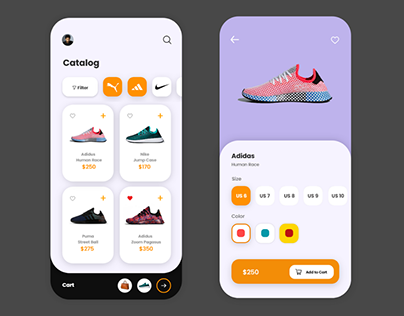 Catalog
Filter
Adidas
Human Race
$250
Nike
Jump Case
$170
Puma
Street Ball
$275
Adidas
Zoom Pegasus
$350
Cart
Adidas
Human Race
Size
US 6 US 7 US 8 US 9 US 10
Color
$250 Add to Cart